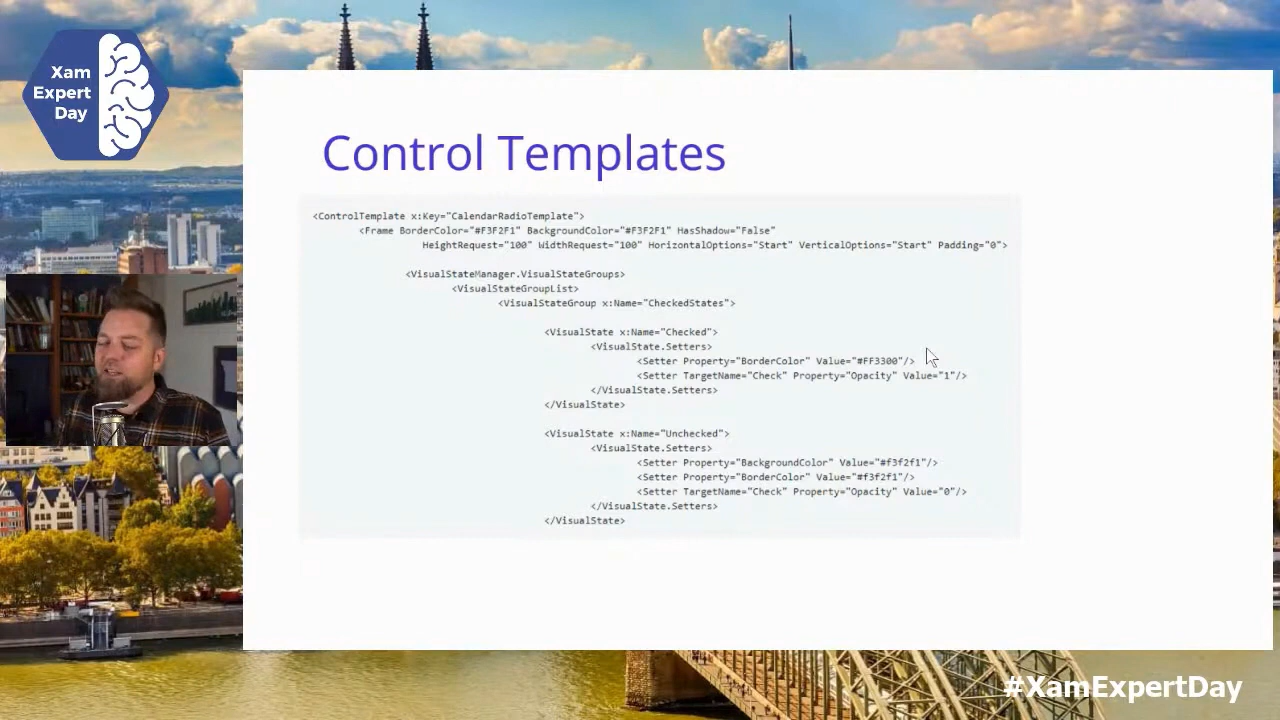 Xam
Expert
Day
Control Templates
<ControlTemplate x:Key="CalendarRadioTemplate">
<Frame BorderColor="#F3F2F1" BackgroundColor="#F3F2F1" HasShadow="False"
HeightRequest="100" WidthRequest="100" HorizontalOptions="Start" VerticalOptions="Start" Padding="0">
<VisualStateManager.VisualStateGroups>
<VisualStateGroupList>
<VisualStateGroup x:Name="CheckedStates">
<VisualState x:Name="Checked">
<VisualState.Setters>
<Setter Property="BorderColor" Value="#FF3300"/>
<Setter TargetName="Check" Property="Opacity" Value="1"/>
</VisualState.Setters>
</VisualState>
<VisualState x:Name="Unchecked">
<VisualState.Setters>
<Setter Property="BackgroundColor" Value="#f3f2f1"/>
<Setter Property="BorderColor" Value="#f3f2f1"/>
<Setter TargetName="Check" Property="Opacity" Value="0"/>
</VisualState.Setters>
</VisualState>
#XamExpertDay